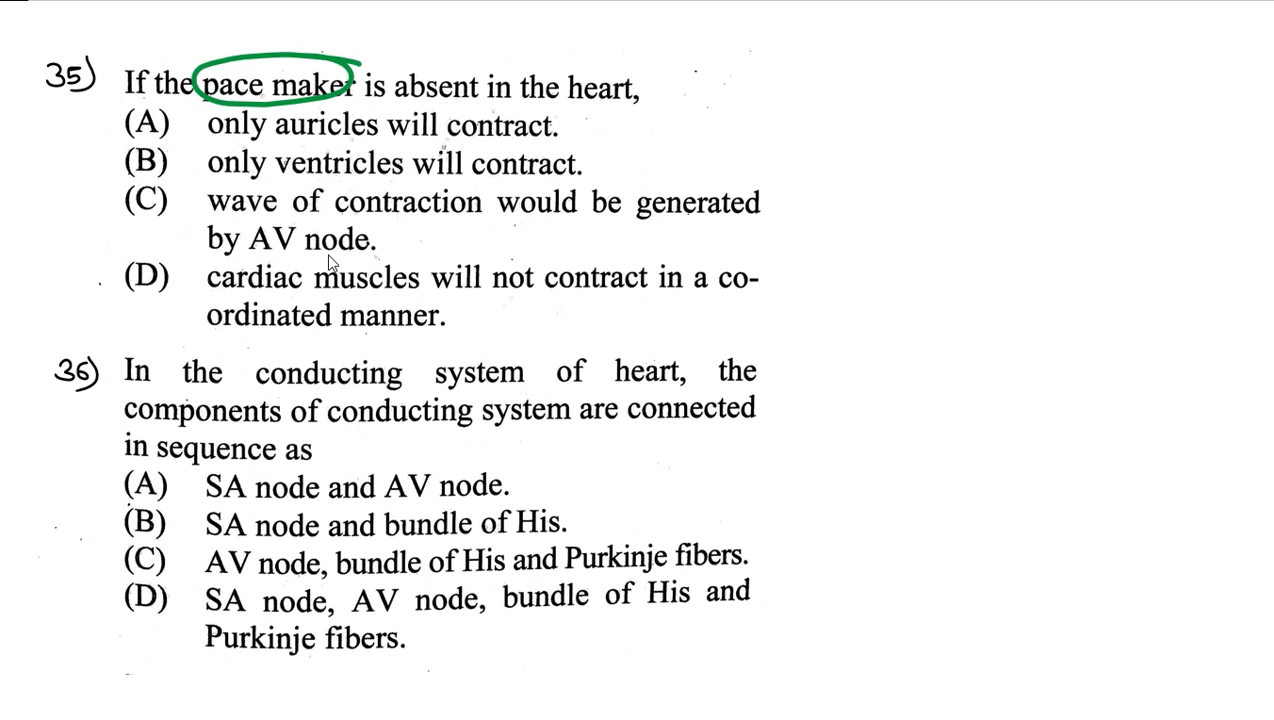 35) If the pace maker is absent in the heart,
(A) only auricles will contract.
(B) only ventricles will contract.
(C) wave of contraction would be generated
by AV node.
(D) cardiac muscles will not contract in a co-
ordinated manner.
36) In the conducting system of heart, the
components of conducting system are connected
in sequence as
(A) SA node and AV node.
(B) SA node and bundle of His.
(C) AV node, bundle of His and Purkinje fibers.
(D) SA node, AV node, bundle of His and
Purkinje fibers.